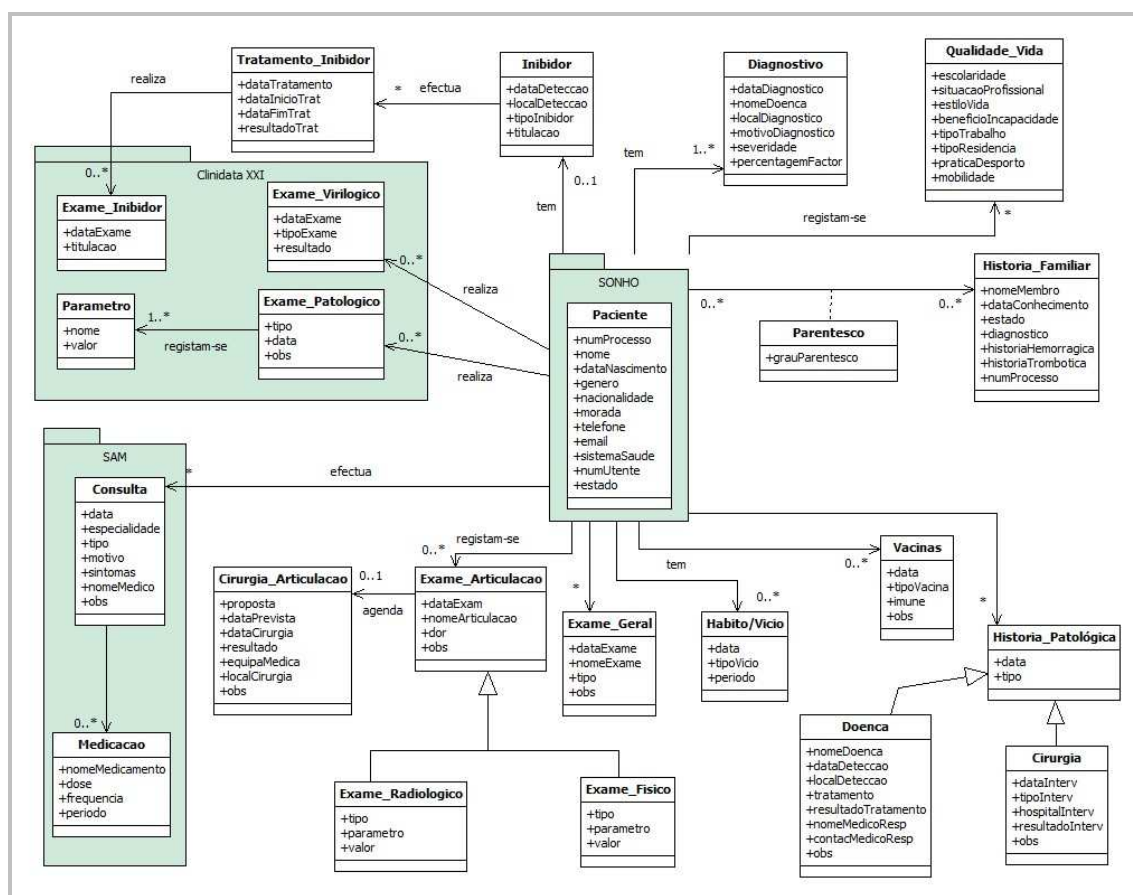 Tratamento_Inibidor
+dataTratamento
+dataInicioTrat
+dataFimTrat
+resultadoTrat
realiza
0..*
*
efectua
Inibidor
+dataDeteccao
+localDeteccao
+tipoInibidor
+titulacao
0..1
tem
Diagnostivo
+dataDiagnostico
+nomeDoenca
+localDiagnostico
+motivoDiagnostico
+severidade
+percentagemFactor
tem
1..*
Qualidade_Vida
+escolaridade
+situacaoProfissional
+estiloVida
+beneficioIncapacidade
+tipoTrabalho
+tipoResidencia
+praticaDesporto
+mobilidade
registam-se
*
Clinidata XXI
Exame_Inibidor
+dataExame
+titulacao
Exame_Virilogico
+dataExame
+tipoExame
+resultado
0..*
realiza
Parametro
+nome
+valor
1..*
registam-se
Exame_Patologico
+tipo
+data
+obs
0..*
realiza
SONHO
Paciente
+numProcesso
+nome
+dataNascimento
+genero
+nacionalidade
+morada
+telefone
+email
+sistemaSaude
+numUtente
+estado
0..*
0..*
Parentesco
+grauParentesco
Historia_Familiar
+nomeMembro
+dataConhecimento
+estado
+diagnostico
+historiaHemorragica
+historiaTrombotica
+numProcesso
SAM
Consulta
+data
+especialidade
+tipo
+motivo
+sintomas
+nomeMedico
+obs
*
efectua
0..*
Medicacao
+nomeMedicamento
+dose
+frequencia
+periodo
Cirurgia_Articulacao
+proposta
+dataPrevista
+dataCirurgia
+resultado
+equipaMedica
+localCirurgia
+obs
0..1
agenda
registam-se
0..*
Exame_Articulacao
+dataExam
+nomeArticulacao
+dor
+obs
*
Exame_Geral
+dataExame
+nomeExame
+tipo
+obs
tem
0..*
Habito/Vicio
+data
+tipoVicio
+periodo
0..*
Vacinas
+data
+tipoVacina
+imune
+obs
*
Historia_Patológica
+data
+tipo
Exame_Radiologico
+tipo
+parametro
+valor
Exame_Fisico
+tipo
+parametro
+valor
Doenca
+nomeDoenca
+dataDeteccao
+localDeteccao
+tratamento
+resultadoTratamento
+nomeMedicoResp
+contacMedicoResp
+obs
Cirurgia
+dataInterv
+tipoInterv
+hospitalInterv
+resultadoInterv
+obs